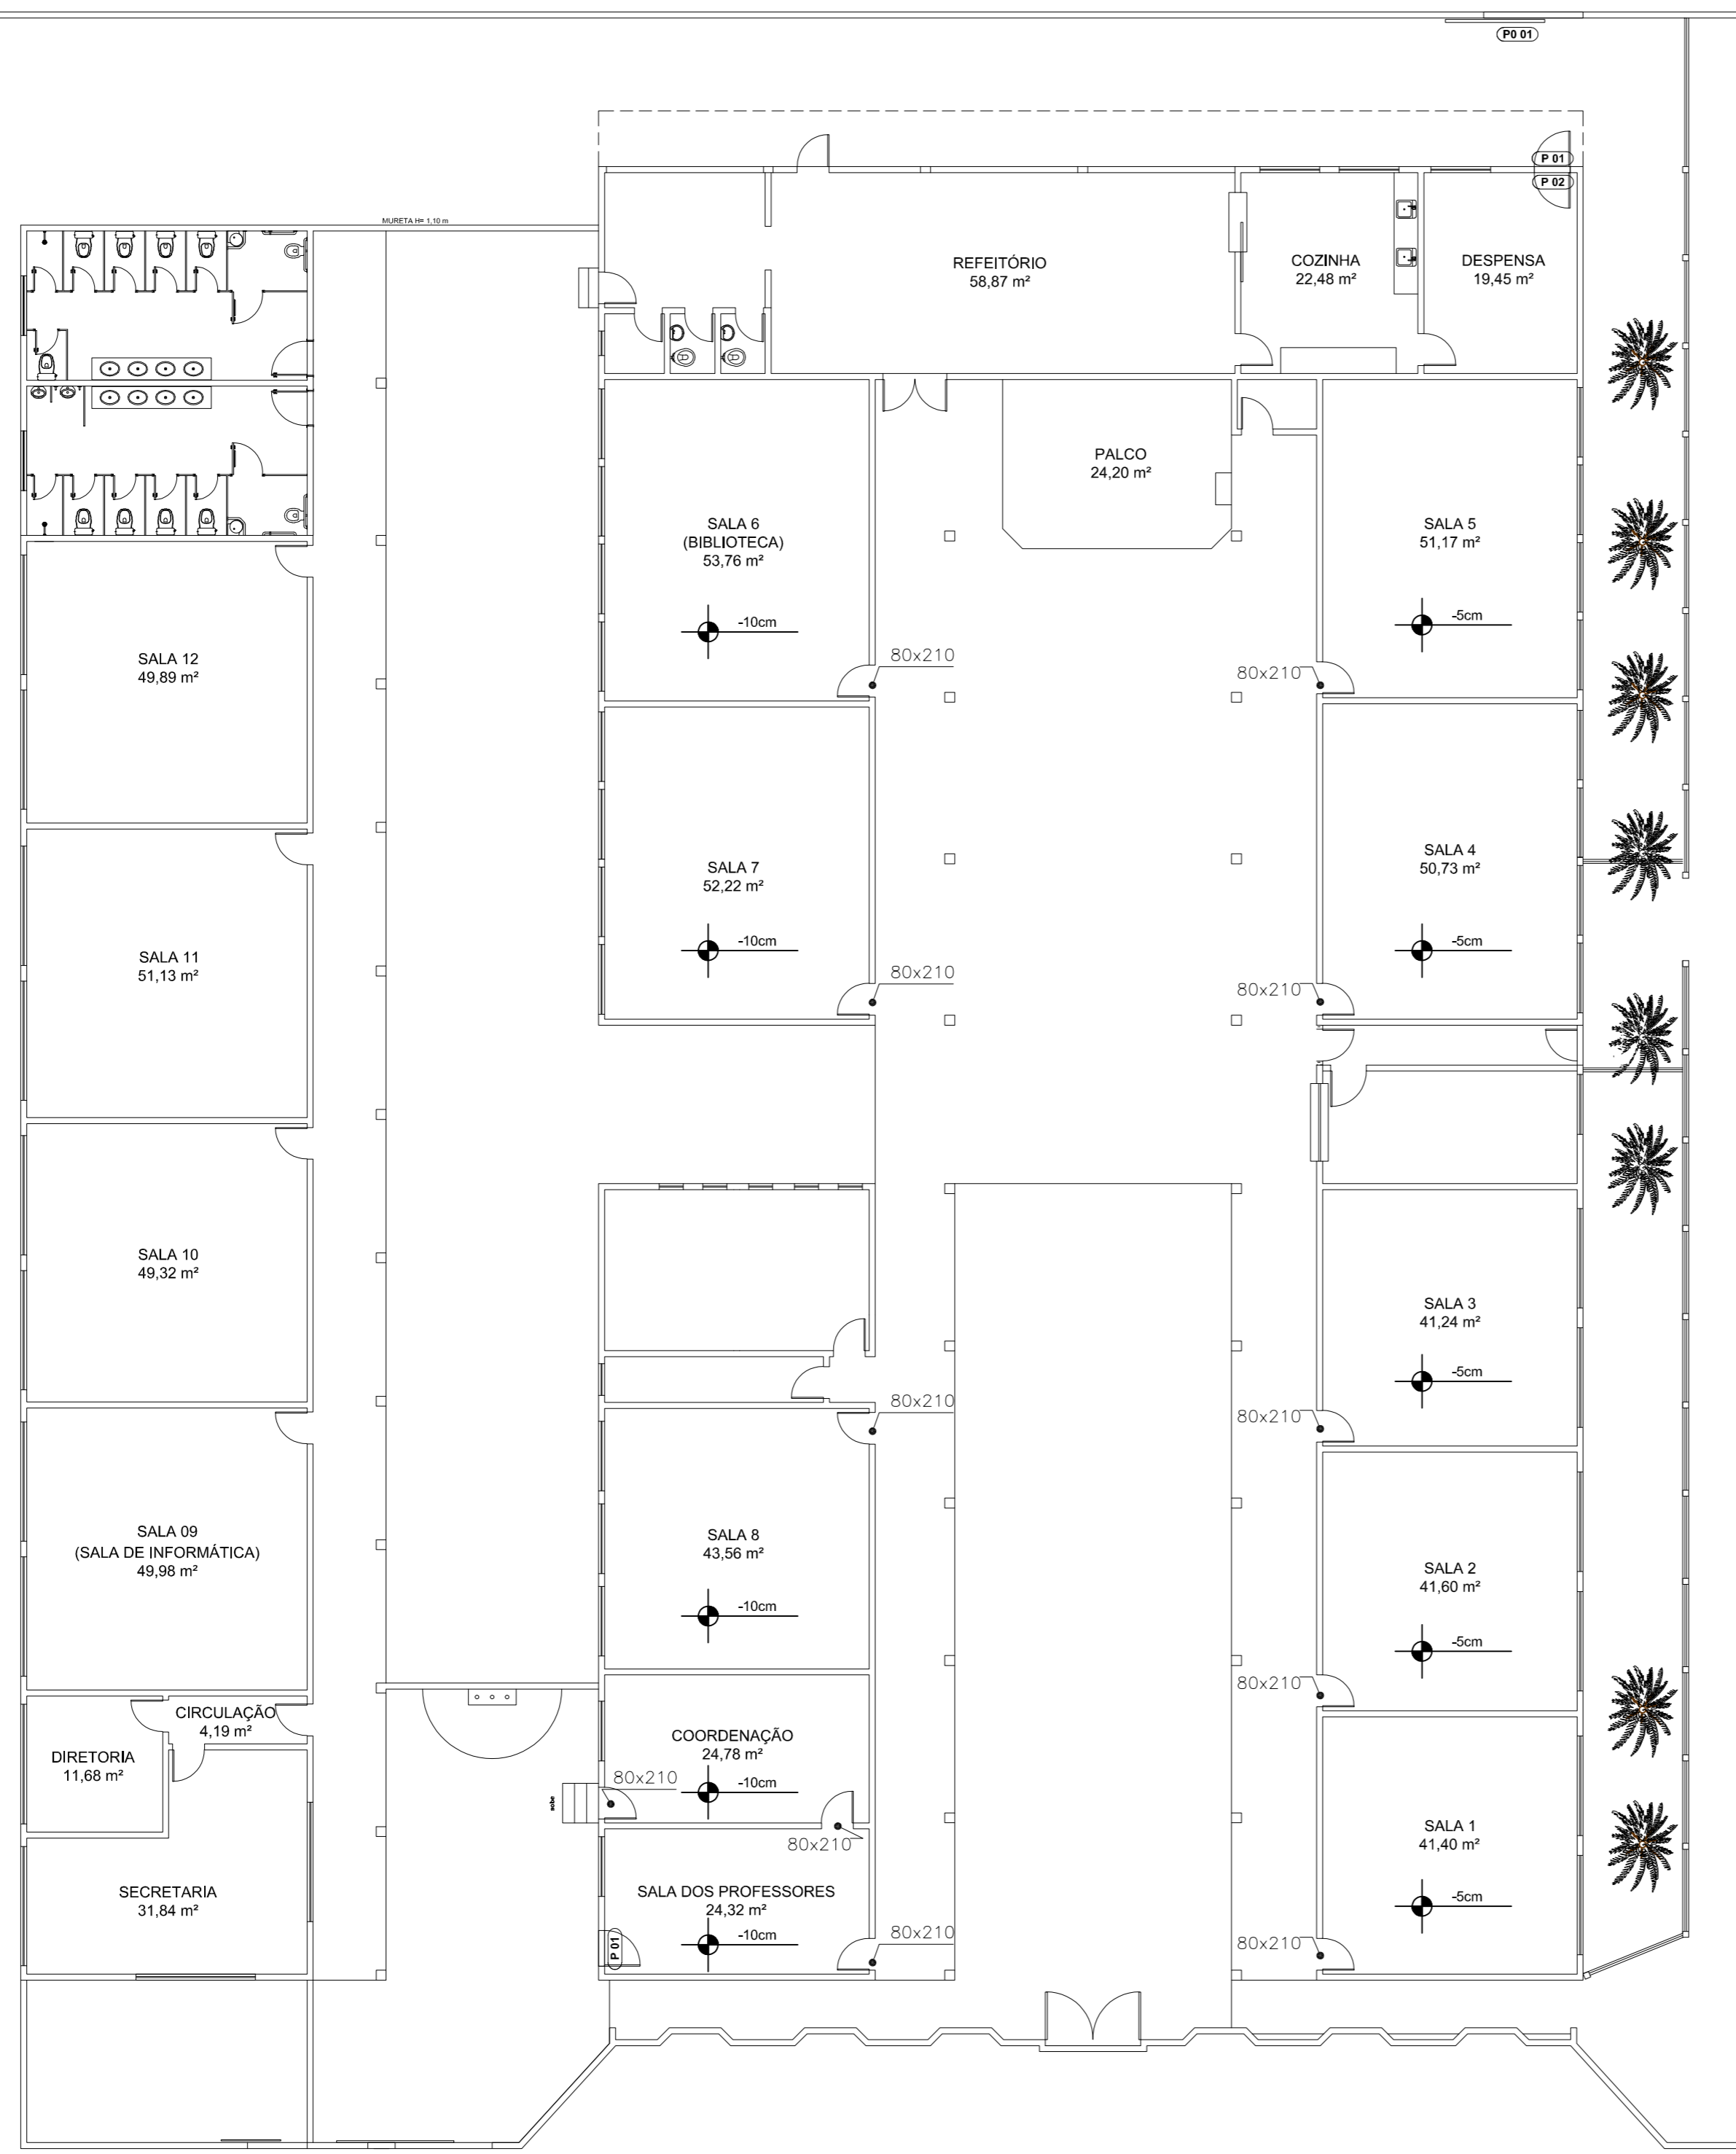 P0 01
P 01
P 02
MURETA H= 1,10 m
REFEITÓRIO
58,87 m²
COZINHA
22,48 m²
DESPENSA
19,45 m²
PALCO
24,20 m²
SALA 6
(BIBLIOTECA)
53,76 m²
-10cm
80x210
SALA 5
51,17 m²
-5cm
80x210
SALA 12
49,89 m²
SALA 7
52,22 m²
-10cm
80x210
SALA 4
50,73 m²
-5cm
80x210
SALA 11
51,13 m²
SALA 10
49,32 m²
SALA 3
41,24 m²
-5cm
80x210
80x210
SALA 09
(SALA DE INFORMÁTICA)
49,98 m²
SALA 8
43,56 m²
-10cm
SALA 2
41,60 m²
-5cm
80x210
CIRCULAÇÃO
4,19 m²
DIRETORIA
11,68 m²
COORDENAÇÃO
24,78 m²
-10cm
80x210
sobe
80x210
SALA 1
41,40 m²
-5cm
80x210
SECRETARIA
31,84 m²
SALA DOS PROFESSORES
24,32 m²
-10cm
80x210
P 01